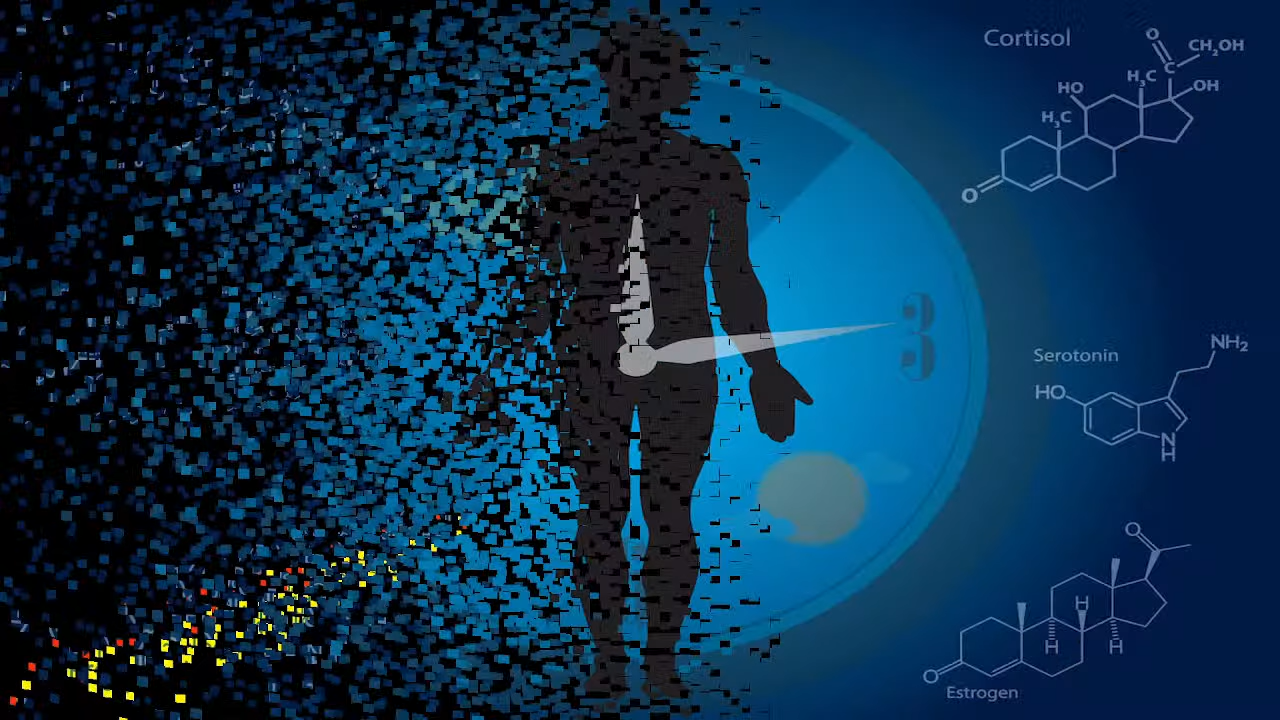 Cortisol
O
CH₂OH
H₃C
C
HO
OH
H₃C
O
Serotonin
NH₂
HO
N
H
O
H
H
H
O
Estrogen